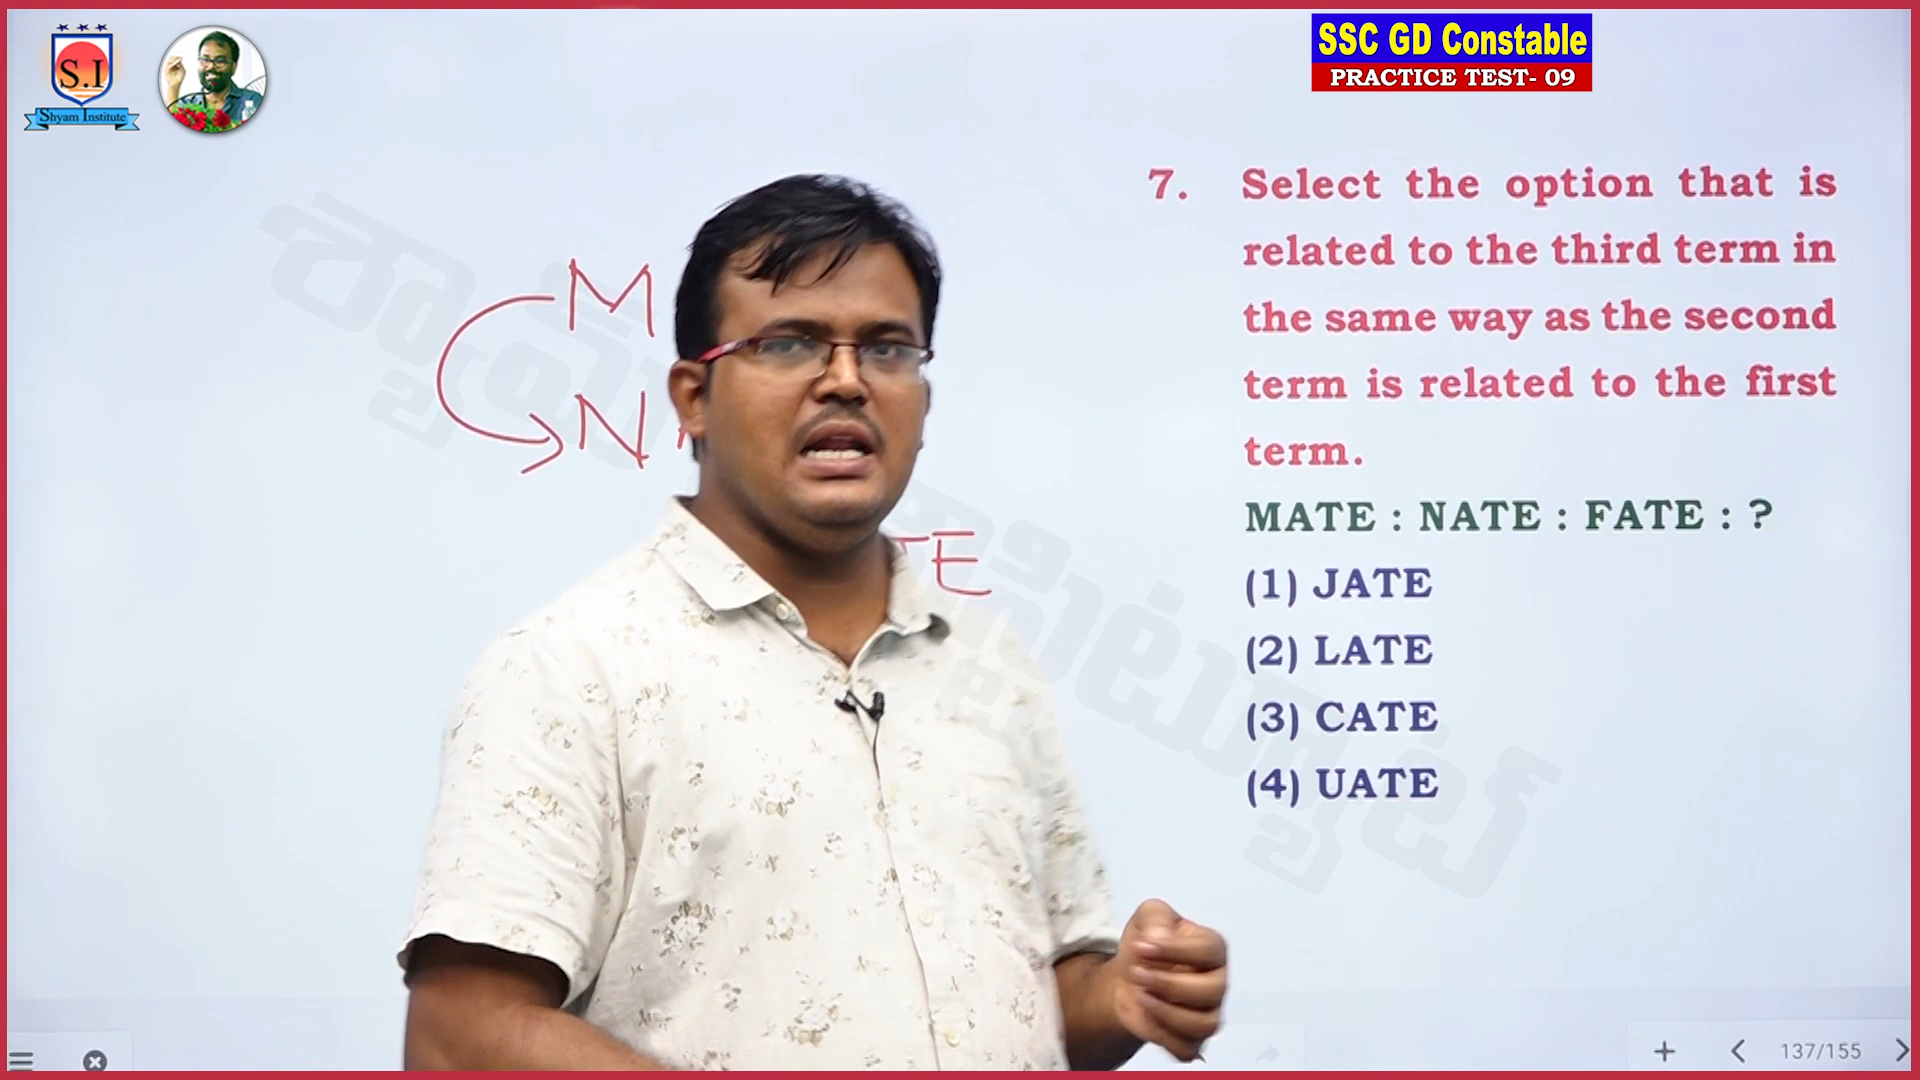 S.I
Shyam Institute
SSC GD Constable
PRACTICE TEST- 09
7. Select the option that is
related to the third term in
the same way as the second
term is related to the first
term.
MATE : NATE : FATE : ?
(1) JATE
(2) LATE
(3) CATE
(4) UATE
M
N
TE
137/155